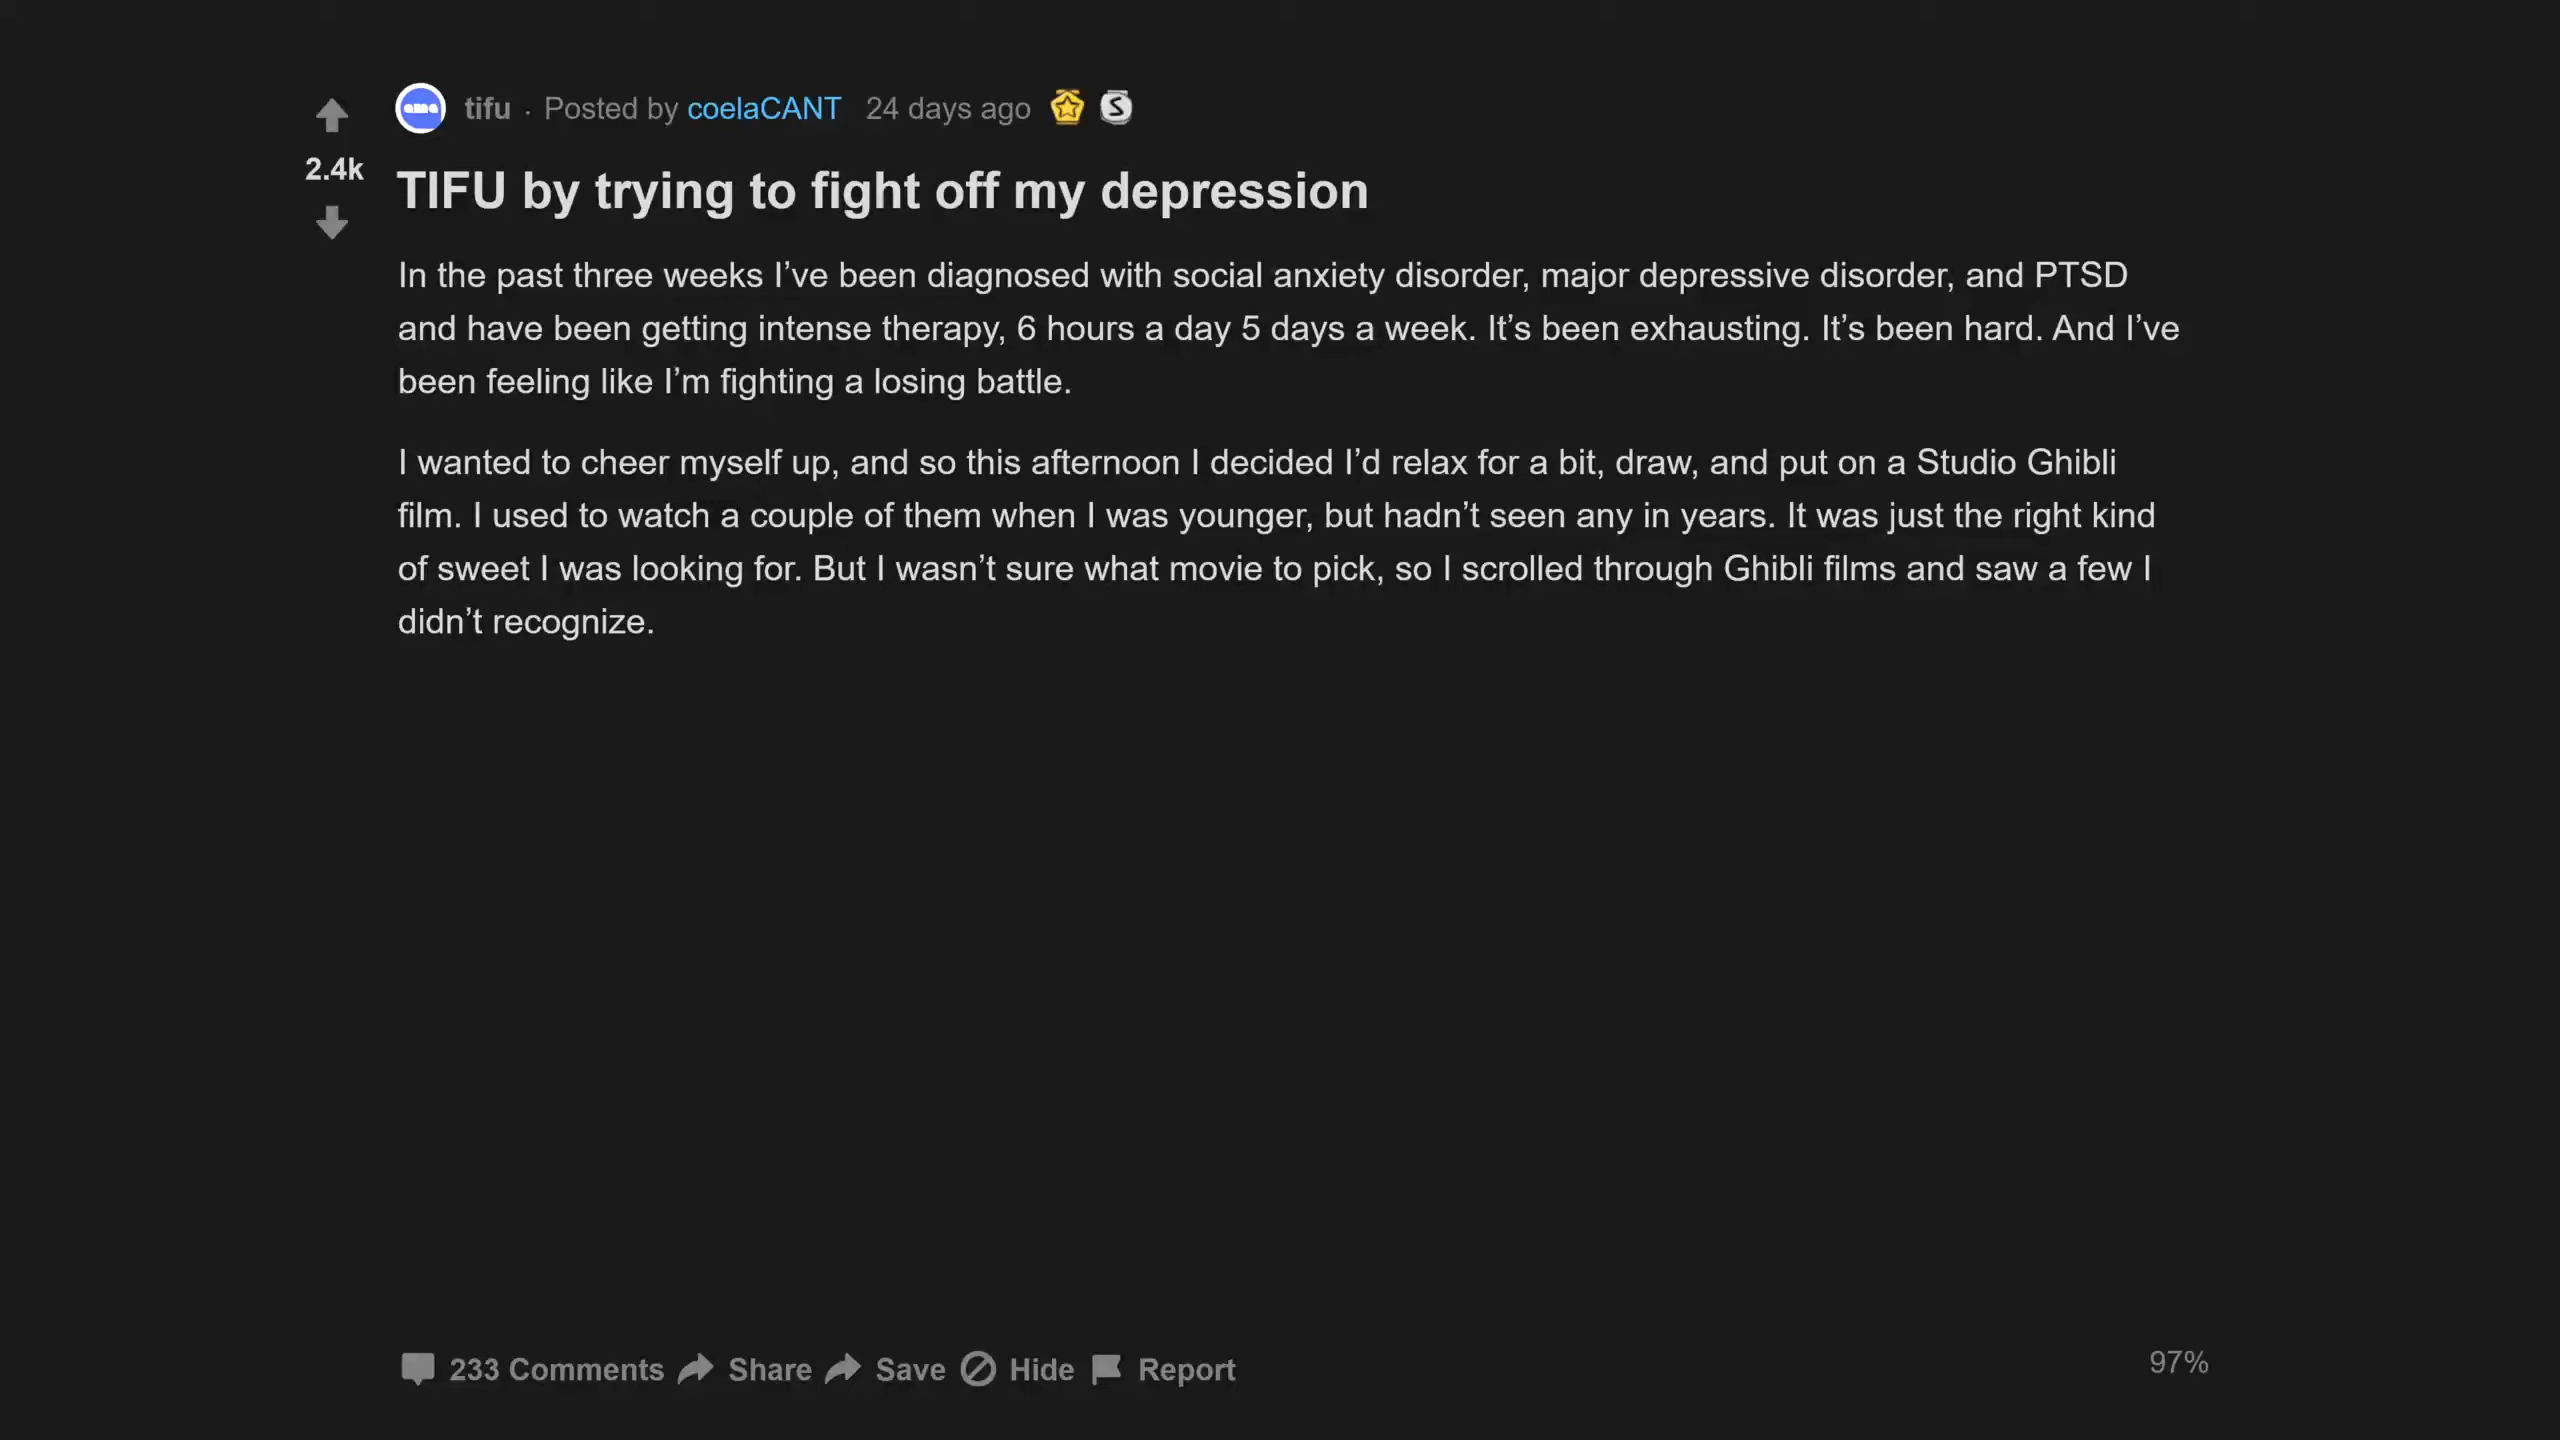 tifu · Posted by coelaCANT 24 days ago
2.4k
TIFU by trying to fight off my depression
In the past three weeks I’ve been diagnosed with social anxiety disorder, major depressive disorder, and PTSD
and have been getting intense therapy, 6 hours a day 5 days a week. It’s been exhausting. It’s been hard. And I’ve
been feeling like I’m fighting a losing battle.
I wanted to cheer myself up, and so this afternoon I decided I’d relax for a bit, draw, and put on a Studio Ghibli
film. I used to watch a couple of them when I was younger, but hadn’t seen any in years. It was just the right kind
of sweet I was looking for. But I wasn’t sure what movie to pick, so I scrolled through Ghibli films and saw a few I
didn’t recognize.
233 Comments Share Save Hide Report
97%